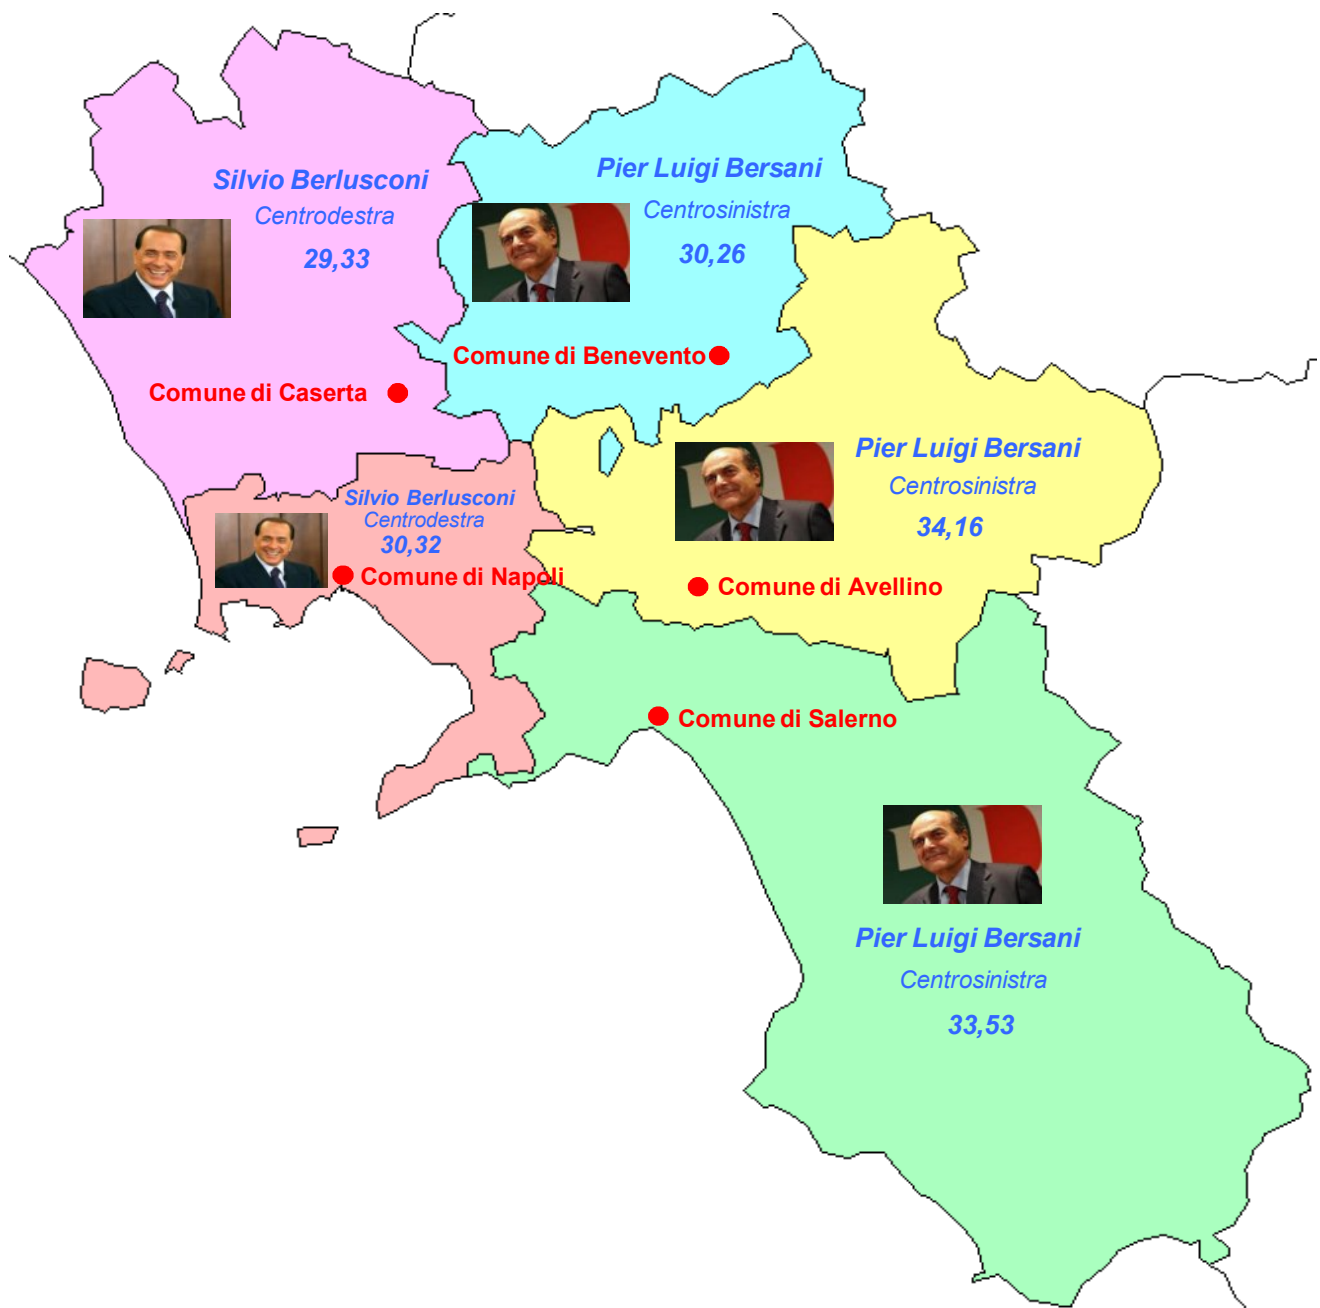 Silvio Berlusconi
Centrodestra
29,33
Pier Luigi Bersani
Centrosinistra
30,26
Comune di Benevento
Comune di Caserta
Pier Luigi Bersani
Centrosinistra
34,16
Silvio Berlusconi
Centrodestra
30,32
Comune di Napoli
Comune di Avellino
Comune di Salerno
Pier Luigi Bersani
Centrosinistra
33,53